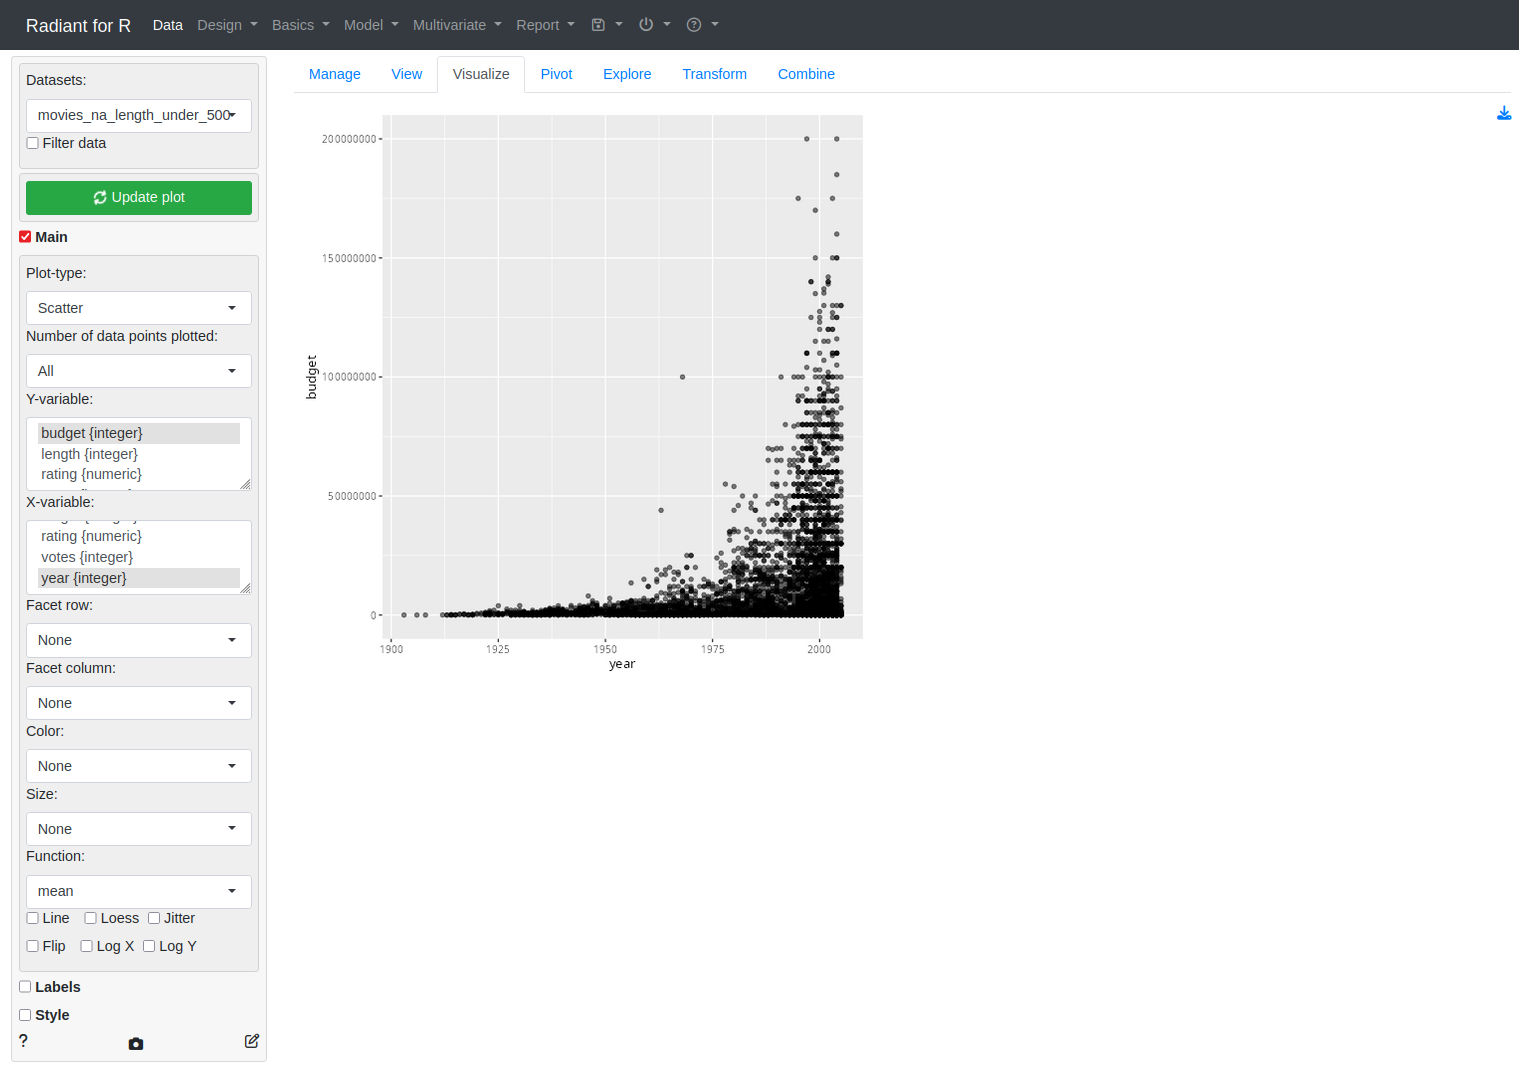 Radiant for R Data Design Basics Model Multivariate Report
Datasets:
movies_na_length_under_500
Filter data
Update plot
Main
Plot-type:
Scatter
Number of data points plotted:
All
Y-variable:
budget {integer}
length {integer}
rating {numeric}
X-variable:
rating {numeric}
votes {integer}
year {integer}
Facet row:
None
Facet column:
None
Color:
None
Size:
None
Function:
mean
Line Loess Jitter
Flip Log X Log Y
Labels
Style
?
Manage View Visualize Pivot Explore Transform Combine
200000000
150000000
100000000
50000000
0
budget
1900 1925 1950 1975 2000
year